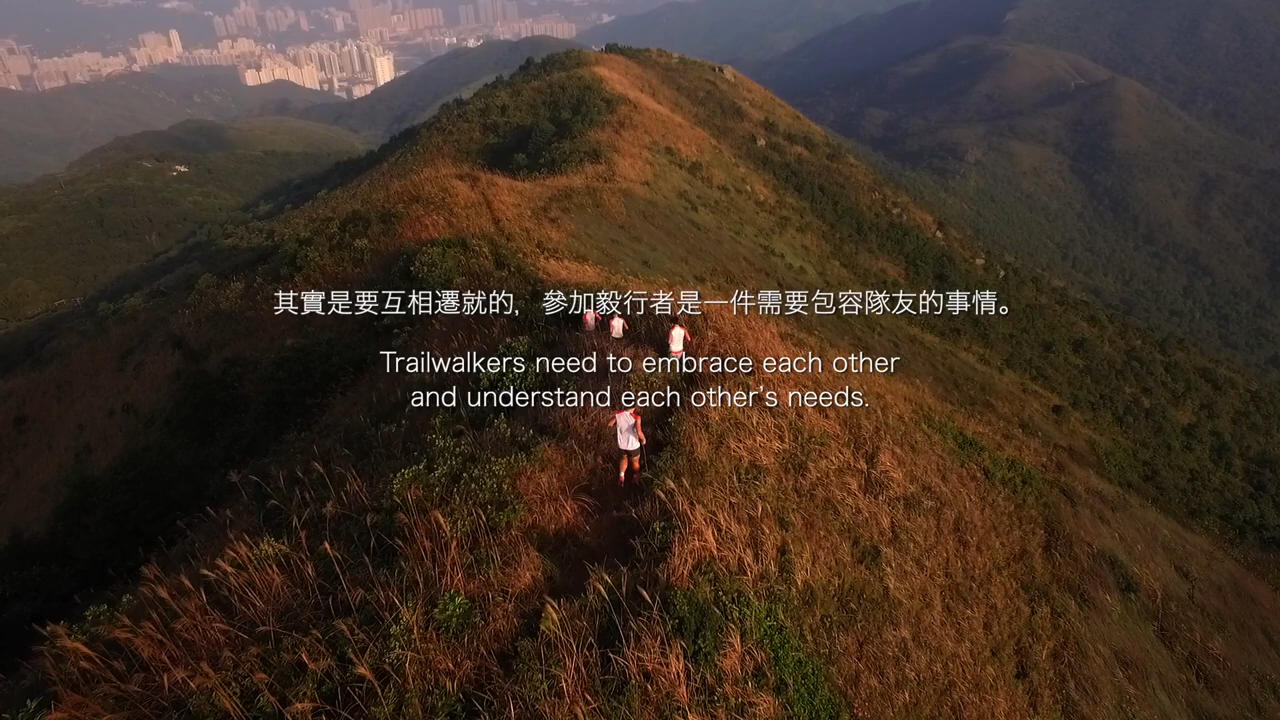 其實是要互相遷就的，參加毅行者是一件需要包容隊友的事情。
Trailwalkers need to embrace each other
and understand each other's needs.